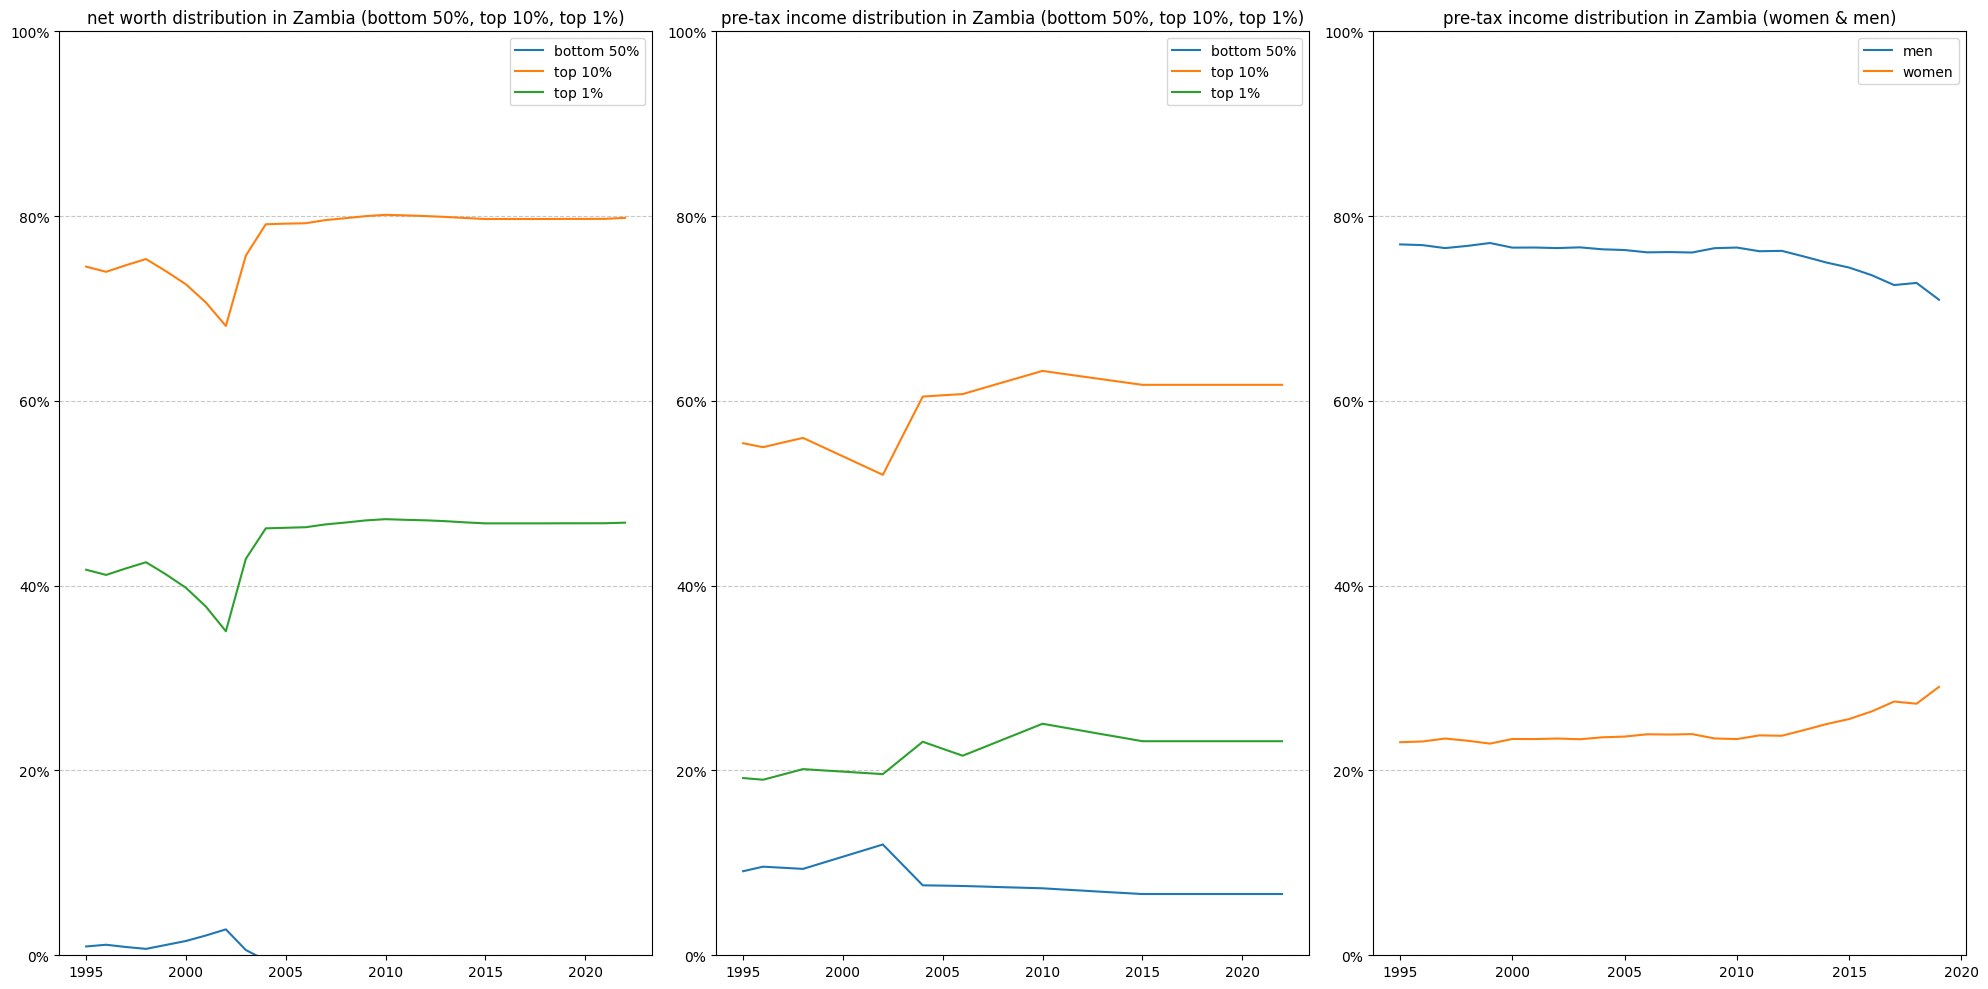 net worth distribution in Zambia (bottom 50%, top 10%, top 1%)
100%
80%
60%
40%
20%
0%
1995 2000 2005 2010 2015 2020
bottom 50%
top 10%
top 1%
pre-tax income distribution in Zambia (bottom 50%, top 10%, top 1%)
100%
80%
60%
40%
20%
0%
1995 2000 2005 2010 2015 2020
bottom 50%
top 10%
top 1%
pre-tax income distribution in Zambia (women & men)
100%
80%
60%
40%
20%
0%
1995 2000 2005 2010 2015 2020
men
women